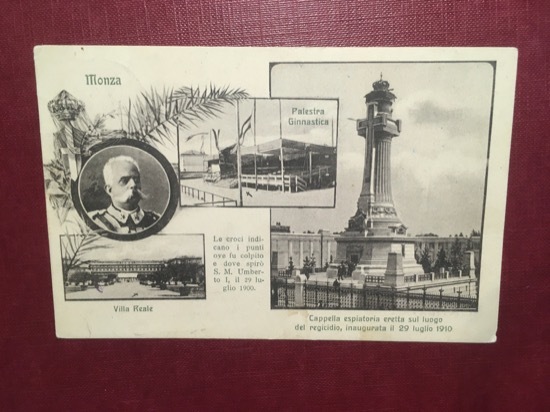 Monza
Palestra
Ginnastica
Le croci indi-
cano i punti
ove fu colpito
e dove spirò
S. M. Umber-
to I, il 29 lu-
glio 1900.
Villa Reale
Cappella espiatoria eretta sul luogo
del regicidio, inaugurata il 29 luglio 1910